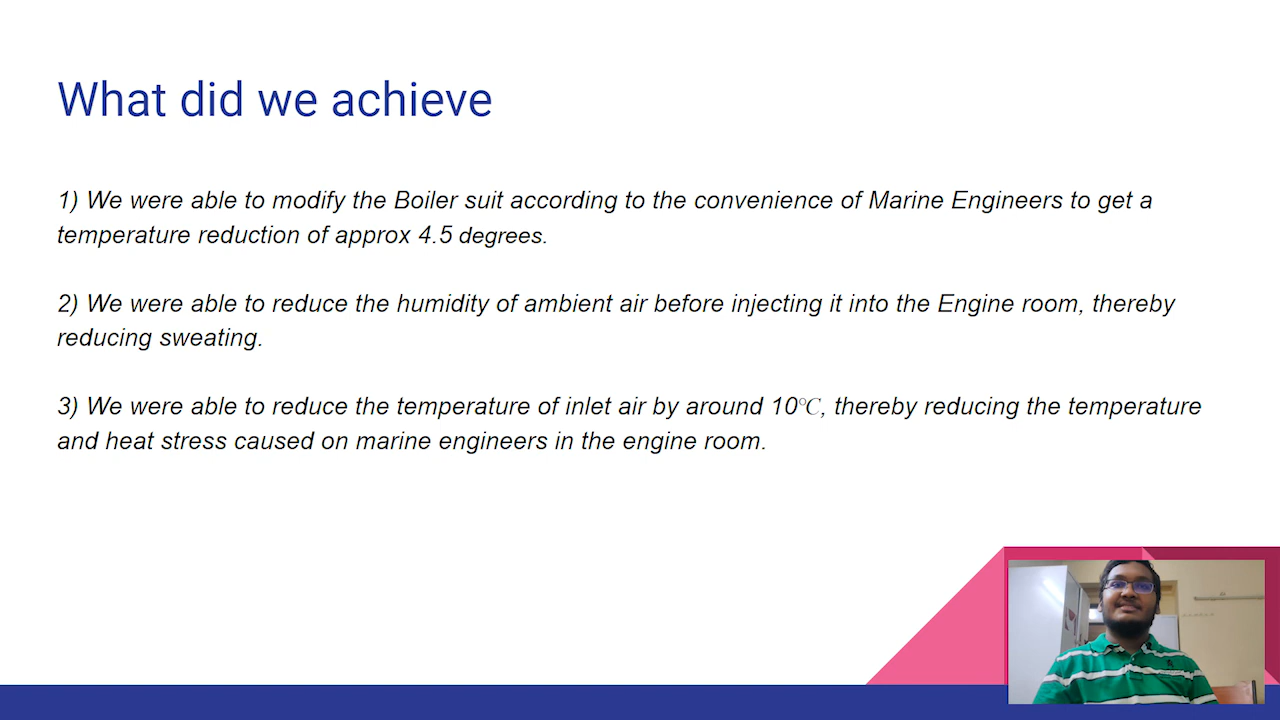 What did we achieve
1) We were able to modify the Boiler suit according to the convenience of Marine Engineers to get a
temperature reduction of approx 4.5 degrees.
2) We were able to reduce the humidity of ambient air before injecting it into the Engine room, thereby
reducing sweating.
3) We were able to reduce the temperature of inlet air by around 10℃, thereby reducing the temperature
and heat stress caused on marine engineers in the engine room.